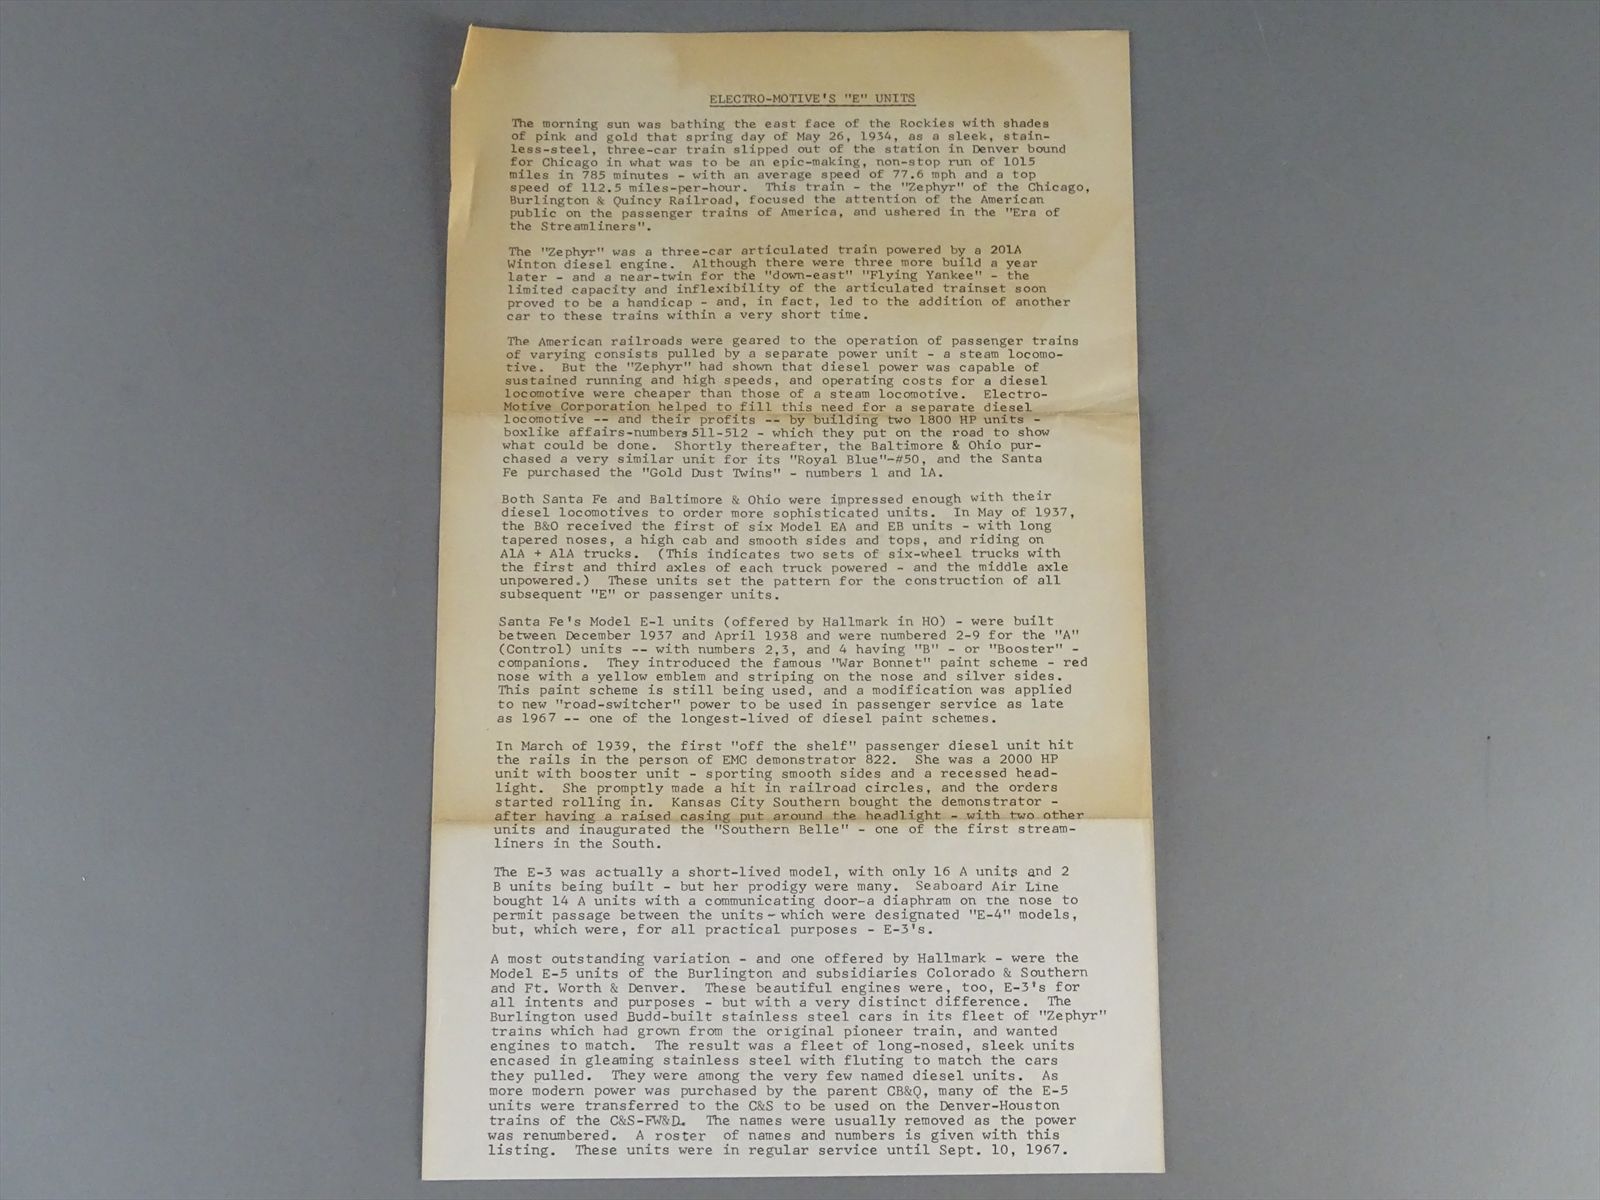 ELECTRO-MOTIVE'S "E" UNITS
The morning sun was bathing the east face of the Rockies with shades
of pink and gold that spring day of May 26, 1934, as a sleek, stain-
less-steel, three-car train slipped out of the station in Denver bound
for Chicago in what was to be an epic-making, non-stop run of 1015
miles in 785 minutes - with an average speed of 77.6 mph and a top
speed of 112.5 miles-per-hour. This train - the "Zephyr" of the Chicago,
Burlington & Quincy Railroad, focused the attention of the American
public on the passenger trains of America, and ushered in the "Era of
the Streamliners".
The "Zephyr" was a three-car articulated train powered by a 201A
Winton diesel engine. Although there were three more build a year
later - and a near-twin for the "down-east" "Flying Yankee" - the
limited capacity and inflexibility of the articulated trainset soon
proved to be a handicap - and, in fact, led to the addition of another
car to these trains within a very short time.
The American railroads were geared to the operation of passenger trains
of varying consists pulled by a separate power unit - a steam locomo-
tive. But the "Zephyr" had shown that diesel power was capable of
sustained running and high speeds, and operating costs for a diesel
locomotive were cheaper than those of a steam locomotive. Electro-
Motive Corporation helped to fill this need for a separate diesel
locomotive -- and their profits -- by building two 1800 HP units -
boxlike affairs-numbers 511-512 - which they put on the road to show
what could be done. Shortly thereafter, the Baltimore & Ohio pur-
chased a very similar unit for its "Royal Blue"-#50, and the Santa
Fe purchased the "Gold Dust Twins" - numbers 1 and 1A.
Both Santa Fe and Baltimore & Ohio were impressed enough with their
diesel locomotives to order more sophisticated units. In May of 1937,
the B&O received the first of six Model EA and EB units - with long
tapered noses, a high cab and smooth sides and tops, and riding on
A1A + A1A trucks. (This indicates two sets of six-wheel trucks with
the first and third axles of each truck powered - and the middle axle
unpowered.) These units set the pattern for the construction of all
subsequent "E" or passenger units.
Santa Fe's Model E-1 units (offered by Hallmark in HO) - were built
between December 1937 and April 1938 and were numbered 2-9 for the "A"
(Control) units -- with numbers 2,3, and 4 having "B" - or "Booster" -
companions. They introduced the famous "War Bonnet" paint scheme - red
nose with a yellow emblem and striping on the nose and silver sides.
This paint scheme is still being used, and a modification was applied
to new "road-switcher" power to be used in passenger service as late
as 1967 -- one of the longest-lived of diesel paint schemes.
In March of 1939, the first "off the shelf" passenger diesel unit hit
the rails in the person of EMC demonstrator 822. She was a 2000 HP
unit with booster unit - sporting smooth sides and a recessed head-
light. She promptly made a hit in railroad circles, and the orders
started rolling in. Kansas City Southern bought the demonstrator -
after having a raised casing put around the headlight - with two other
units and inaugurated the "Southern Belle" - one of the first stream-
liners in the South.
The E-3 was actually a short-lived model, with only 16 A units and 2
B units being built - but her prodigy were many. Seaboard Air Line
bought 14 A units with a communicating door-a diaphram on the nose to
permit passage between the units - which were designated "E-4" models,
but, which were, for all practical purposes - E-3's.
A most outstanding variation - and one offered by Hallmark - were the
Model E-5 units of the Burlington and subsidiaries Colorado & Southern
and Ft. Worth & Denver. These beautiful engines were, too, E-3's for
all intents and purposes - but with a very distinct difference. The
Burlington used Budd-built stainless steel cars in its fleet of "Zephyr"
trains which had grown from the original pioneer train, and wanted
engines to match. The result was a fleet of long-nosed, sleek units
encased in gleaming stainless steel with fluting to match the cars
they pulled. They were among the very few named diesel units. As
more modern power was purchased by the parent CB&Q, many of the E-5
units were transferred to the C&S to be used on the Denver-Houston
trains of the C&S-FW&D. The names were usually removed as the power
was renumbered. A roster of names and numbers is given with this
listing. These units were in regular service until Sept. 10, 1967.